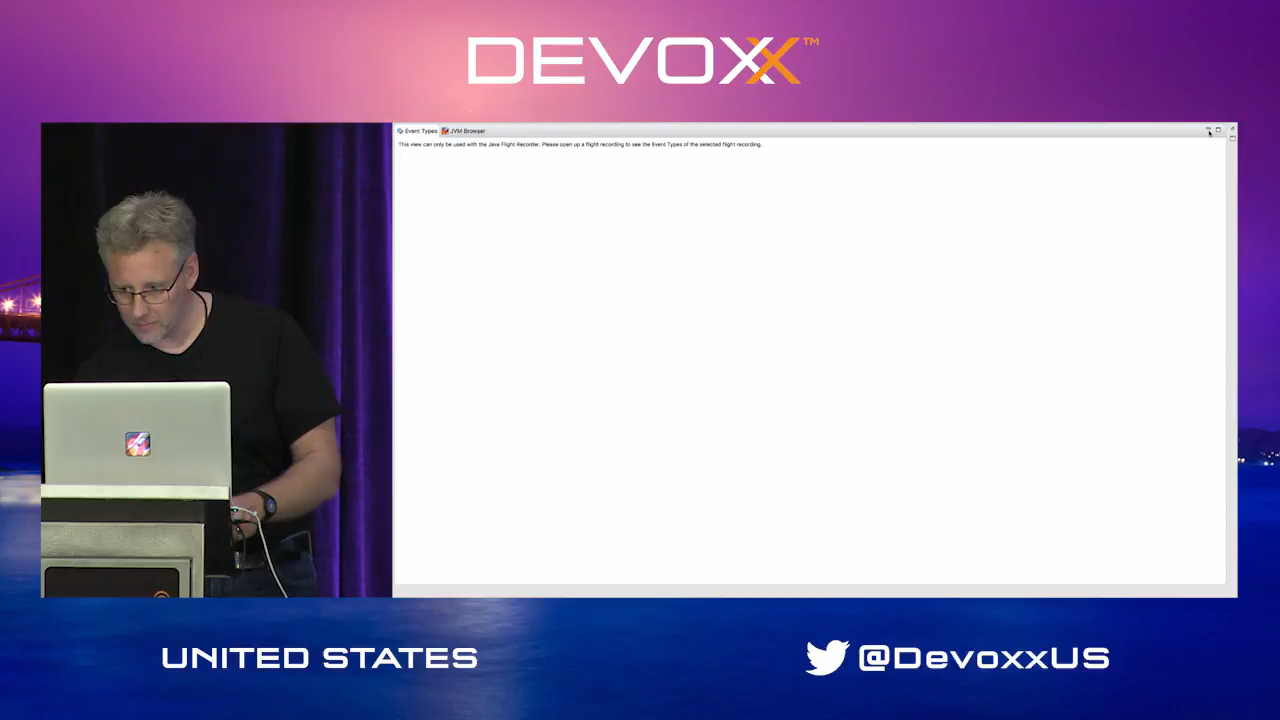 DEVOXX™
Event Types JVM Browser
This view can only be used with the Java Flight Recorder. Please open up a flight recording to see the Event Types of the selected flight recording.
UNITED STATES
@DevoxxUS